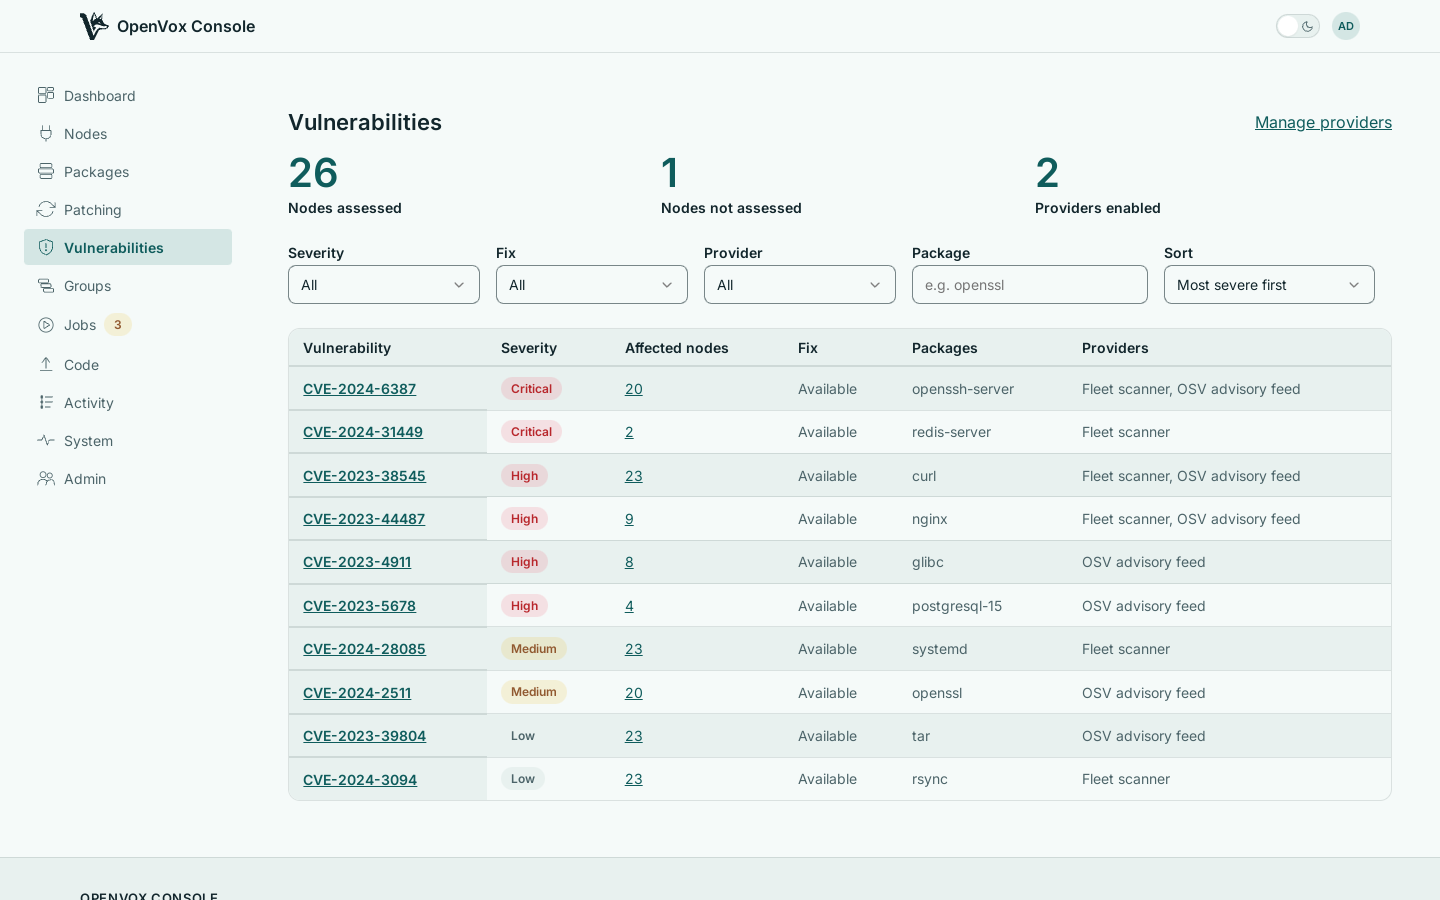 OpenVox Console
AD
Dashboard
Nodes
Packages
Patching
Vulnerabilities
Groups
Jobs 3
Code
Activity
System
Admin
Vulnerabilities
Manage providers
26
Nodes assessed
1
Nodes not assessed
2
Providers enabled
Severity Fix Provider Package Sort
All All All e.g. openssl Most severe first
Vulnerability Severity Affected nodes Fix Packages Providers
CVE-2024-6387 Critical 20 Available openssh-server Fleet scanner, OSV advisory feed
CVE-2024-31449 Critical 2 Available redis-server Fleet scanner
CVE-2023-38545 High 23 Available curl Fleet scanner, OSV advisory feed
CVE-2023-44487 High 9 Available nginx Fleet scanner, OSV advisory feed
CVE-2023-4911 High 8 Available glibc OSV advisory feed
CVE-2023-5678 High 4 Available postgresql-15 OSV advisory feed
CVE-2024-28085 Medium 23 Available systemd Fleet scanner
CVE-2024-2511 Medium 20 Available openssl OSV advisory feed
CVE-2023-39804 Low 23 Available tar OSV advisory feed
CVE-2024-3094 Low 23 Available rsync Fleet scanner
OPENVOX CONSOLE